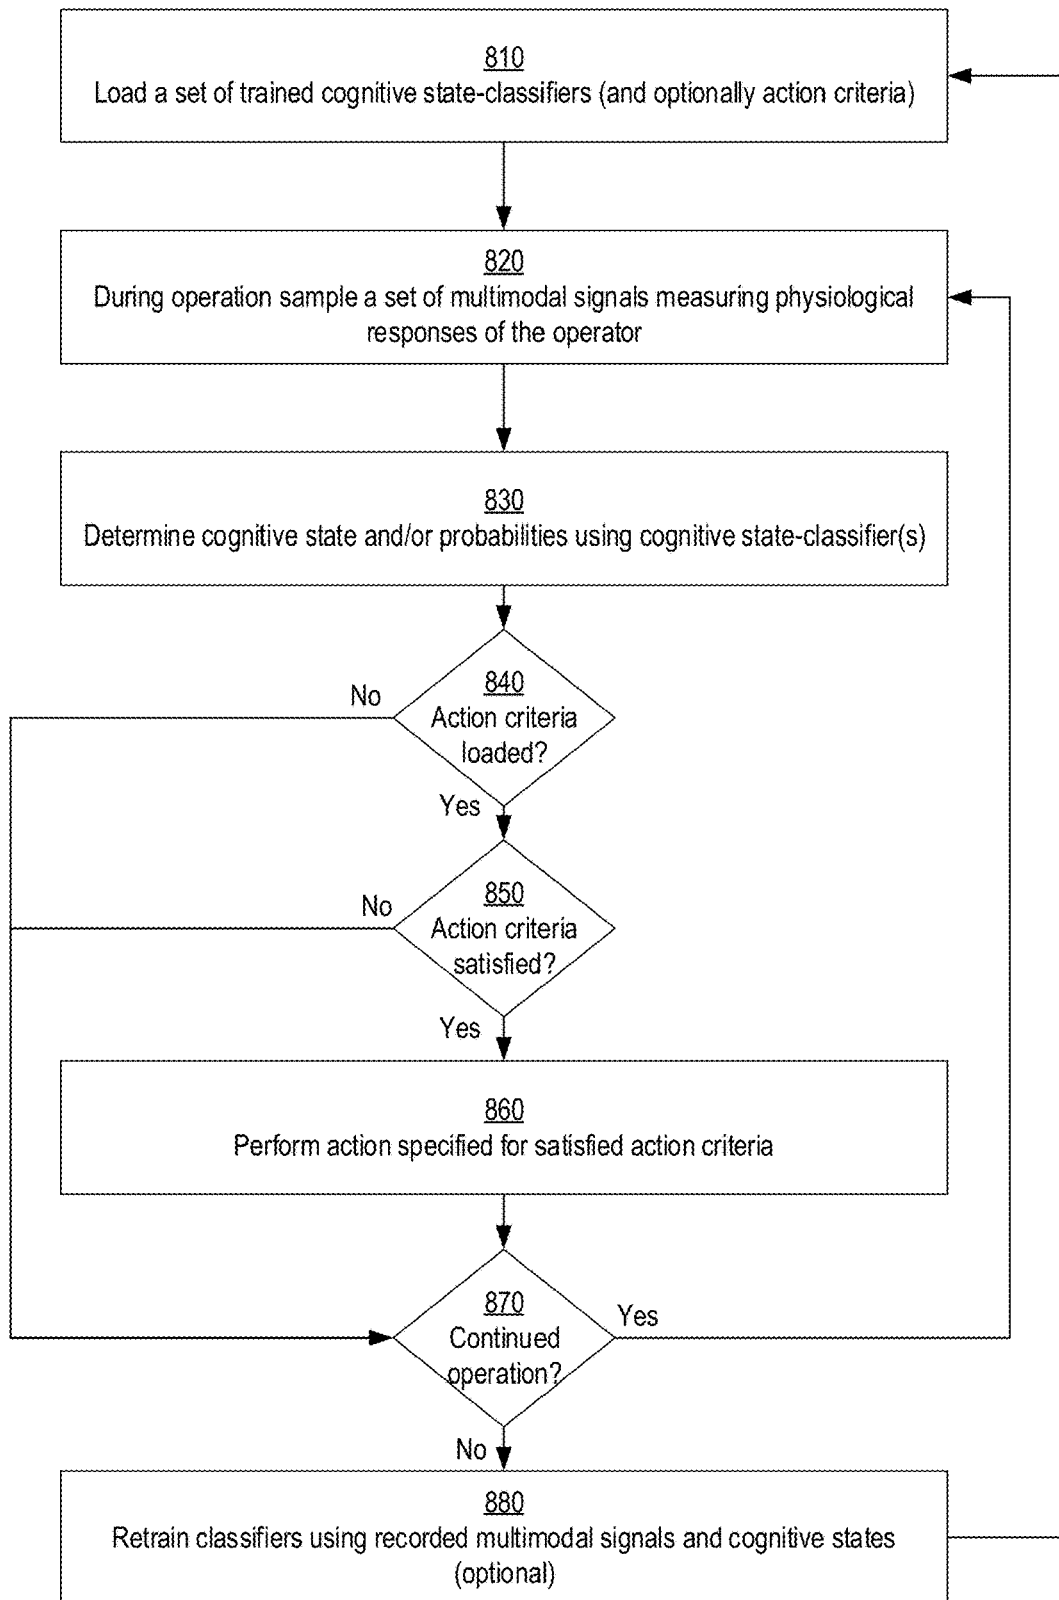 810
Load a set of trained cognitive state-classifiers (and optionally action criteria)
820
During operation sample a set of multimodal signals measuring physiological
responses of the operator
830
Determine cognitive state and/or probabilities using cognitive state-classifier(s)
No
840
Action criteria
loaded?
Yes
No
850
Action criteria
satisfied?
Yes
860
Perform action specified for satisfied action criteria
870
Continued
operation?
Yes
No
880
Retrain classifiers using recorded multimodal signals and cognitive states
(optional)